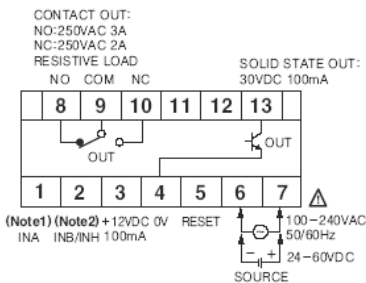 CONTACT OUT:
NO:250VAC 3A
NC:250VAC 2A
RESISTIVE LOAD
NO COM NC
SOLID STATE OUT:
30VDC 100mA
8 9 10 11 12 13
OUT
OUT
1 2 3 4 5 6 7
(Note1) (Note2) +12VDC 0V RESET
INA INB/INH 100mA
100-240VAC
50/60Hz
24-60VDC
SOURCE